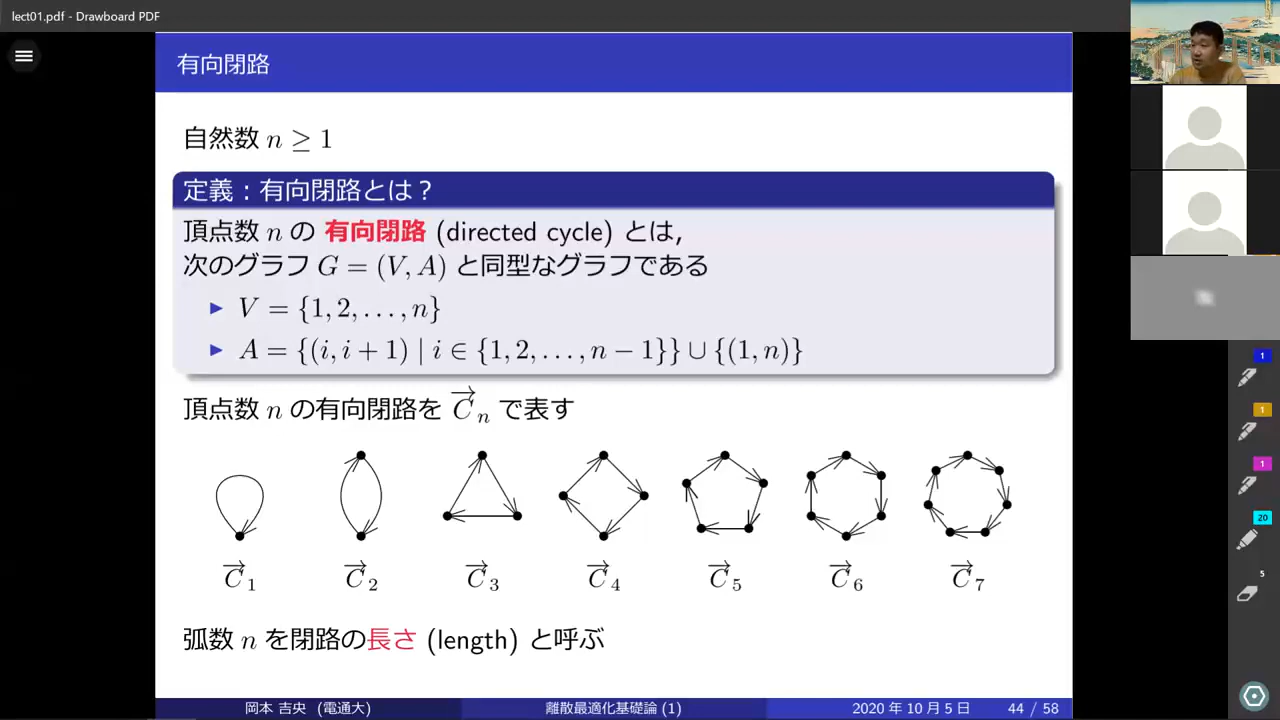 lect01.pdf - Drawboard PDF
有向閉路
自然数 n ≥ 1
定義：有向閉路とは？
頂点数 n の 有向閉路 (directed cycle) とは,
次のグラフ G = (V, A) と同型なグラフである
▶ V = {1, 2, . . . , n}
▶ A = {(i, i + 1) | i ∈ {1, 2, . . . , n − 1}} ∪ {(1, n)}
頂点数 n の有向閉路を C⃗n で表す
C⃗1 C⃗2 C⃗3 C⃗4 C⃗5 C⃗6 C⃗7
弧数 n を閉路の長さ (length) と呼ぶ
岡本 吉央 (電通大) 離散最適化基礎論 (1) 2020 年 10 月 5 日 44 / 58
1
1
1
20
5